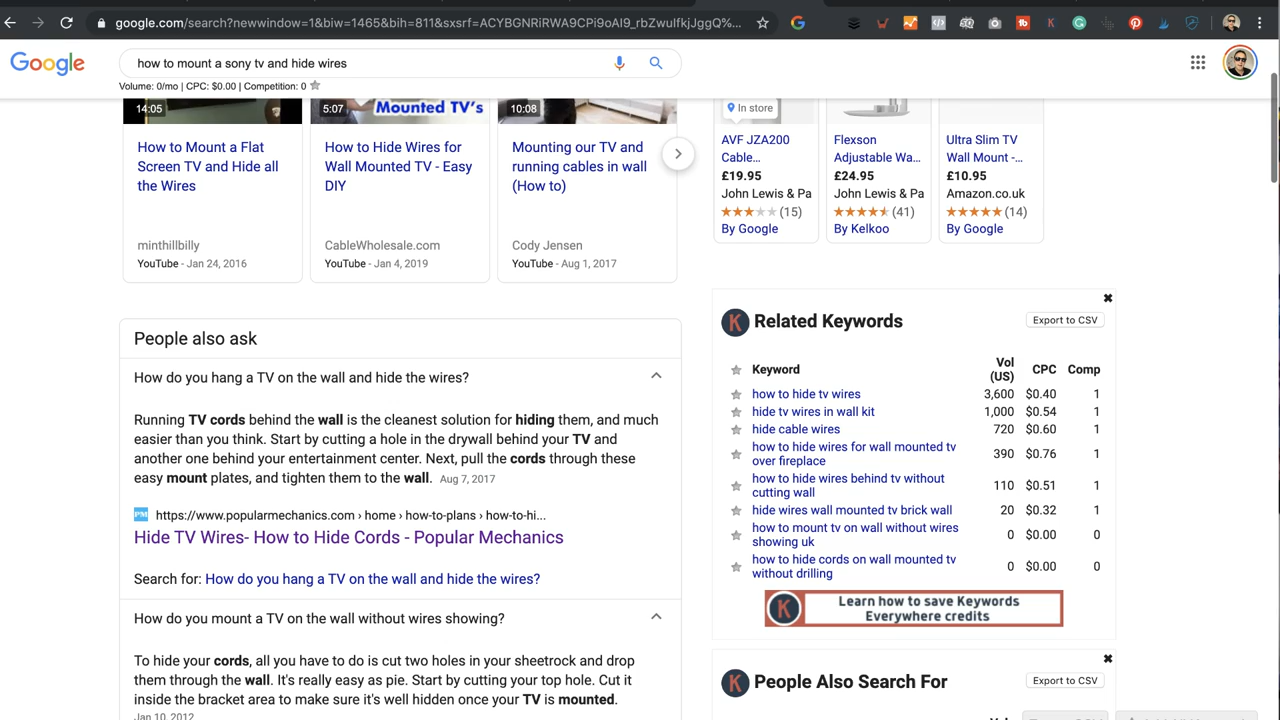 google.com/search?newwindow=1&biw=1465&bih=811&sxsrf=ACYBGNRiRWA9CPi9oAI9_rbZwulfkjJggQ%...
Google
how to mount a sony tv and hide wires
Volume: 0/mo | CPC: $0.00 | Competition: 0
14:05
5:07
Mounted TV's
10:08
How to Mount a Flat
Screen TV and Hide all
the Wires
minthillbilly
YouTube - Jan 24, 2016
How to Hide Wires for
Wall Mounted TV - Easy
DIY
CableWholesale.com
YouTube - Jan 4, 2019
Mounting our TV and
running cables in wall
(How to)
Cody Jensen
YouTube - Aug 1, 2017
In store
AVF JZA200
Cable...
£19.95
John Lewis & Pa
(15)
By Google
Flexson
Adjustable Wa...
£24.95
John Lewis & Pa
(41)
By Kelkoo
Ultra Slim TV
Wall Mount -...
£10.95
Amazon.co.uk
(14)
By Google
People also ask
How do you hang a TV on the wall and hide the wires?
Running TV cords behind the wall is the cleanest solution for hiding them, and much
easier than you think. Start by cutting a hole in the drywall behind your TV and
another one behind your entertainment center. Next, pull the cords through these
easy mount plates, and tighten them to the wall. Aug 7, 2017
PM https://www.popularmechanics.com › home › how-to-plans › how-to-hi...
Hide TV Wires- How to Hide Cords - Popular Mechanics
Search for: How do you hang a TV on the wall and hide the wires?
How do you mount a TV on the wall without wires showing?
To hide your cords, all you have to do is cut two holes in your sheetrock and drop
them through the wall. It's really easy as pie. Start by cutting your top hole. Cut it
inside the bracket area to make sure it's well hidden once your TV is mounted.
Jan 10, 2012
K Related Keywords
Export to CSV
Keyword Vol (US) CPC Comp
how to hide tv wires 3,600 $0.40 1
hide tv wires in wall kit 1,000 $0.54 1
hide cable wires 720 $0.60 1
how to hide wires for wall mounted tv
over fireplace 390 $0.76 1
how to hide wires behind tv without
cutting wall 110 $0.51 1
hide wires wall mounted tv brick wall 20 $0.32 1
how to mount tv on wall without wires
showing uk 0 $0.00 0
how to hide cords on wall mounted tv
without drilling 0 $0.00 0
K Learn how to save Keywords
Everywhere credits
K People Also Search For
Export to CSV